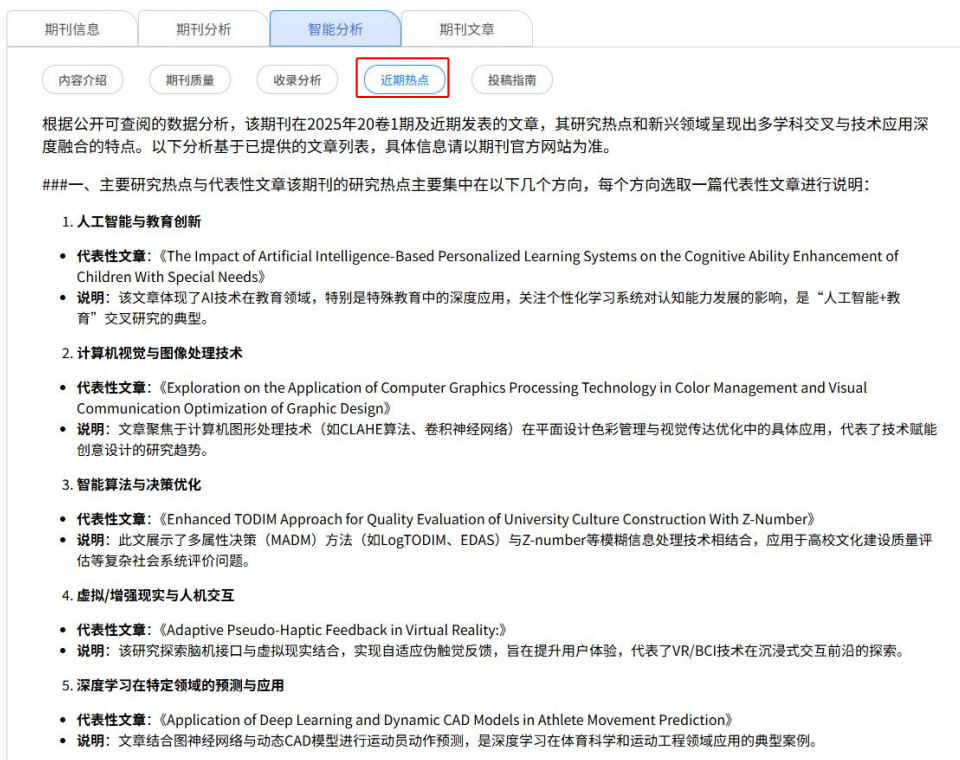 期刊信息 期刊分析 智能分析 期刊文章
内容介绍 期刊质量 收录分析 近期热点 投稿指南
根据公开可查阅的数据分析，该期刊在2025年20卷1期及近期发表的文章，其研究热点和新兴领域呈现出多学科交叉与技术应用深
度融合的特点。以下分析基于已提供的文章列表，具体信息请以期刊官方网站为准。
###一、主要研究热点与代表性文章该期刊的研究热点主要集中在以下几个方向，每个方向选取一篇代表性文章进行说明：
1. 人工智能与教育创新
• 代表性文章：《The Impact of Artificial Intelligence-Based Personalized Learning Systems on the Cognitive Ability Enhancement of
Children With Special Needs》
• 说明：该文章体现了AI技术在教育领域，特别是特殊教育中的深度应用，关注个性化学习系统对认知能力发展的影响，是“人工智能+教
育”交叉研究的典型。
2. 计算机视觉与图像处理技术
• 代表性文章：《Exploration on the Application of Computer Graphics Processing Technology in Color Management and Visual
Communication Optimization of Graphic Design》
• 说明：文章聚焦于计算机图形处理技术（如CLAHE算法、卷积神经网络）在平面设计色彩管理与视觉传达优化中的具体应用，代表了技术赋能
创意设计的研究趋势。
3. 智能算法与决策优化
• 代表性文章：《Enhanced TODIM Approach for Quality Evaluation of University Culture Construction With Z-Number》
• 说明：此文展示了多属性决策（MADM）方法（如LogTODIM、EDAS）与Z-number等模糊信息处理技术相结合，应用于高校文化建设质量评
估等复杂社会系统评价问题。
4. 虚拟/增强现实与人机交互
• 代表性文章：《Adaptive Pseudo-Haptic Feedback in Virtual Reality:》
• 说明：该研究探索脑机接口与虚拟现实结合，实现自适应伪触觉反馈，旨在提升用户体验，代表了VR/BCI技术在沉浸式交互前沿的探索。
5. 深度学习在特定领域的预测与应用
• 代表性文章：《Application of Deep Learning and Dynamic CAD Models in Athlete Movement Prediction》
• 说明：文章结合图神经网络与动态CAD模型进行运动员动作预测，是深度学习在体育科学和运动工程领域应用的典型案例。